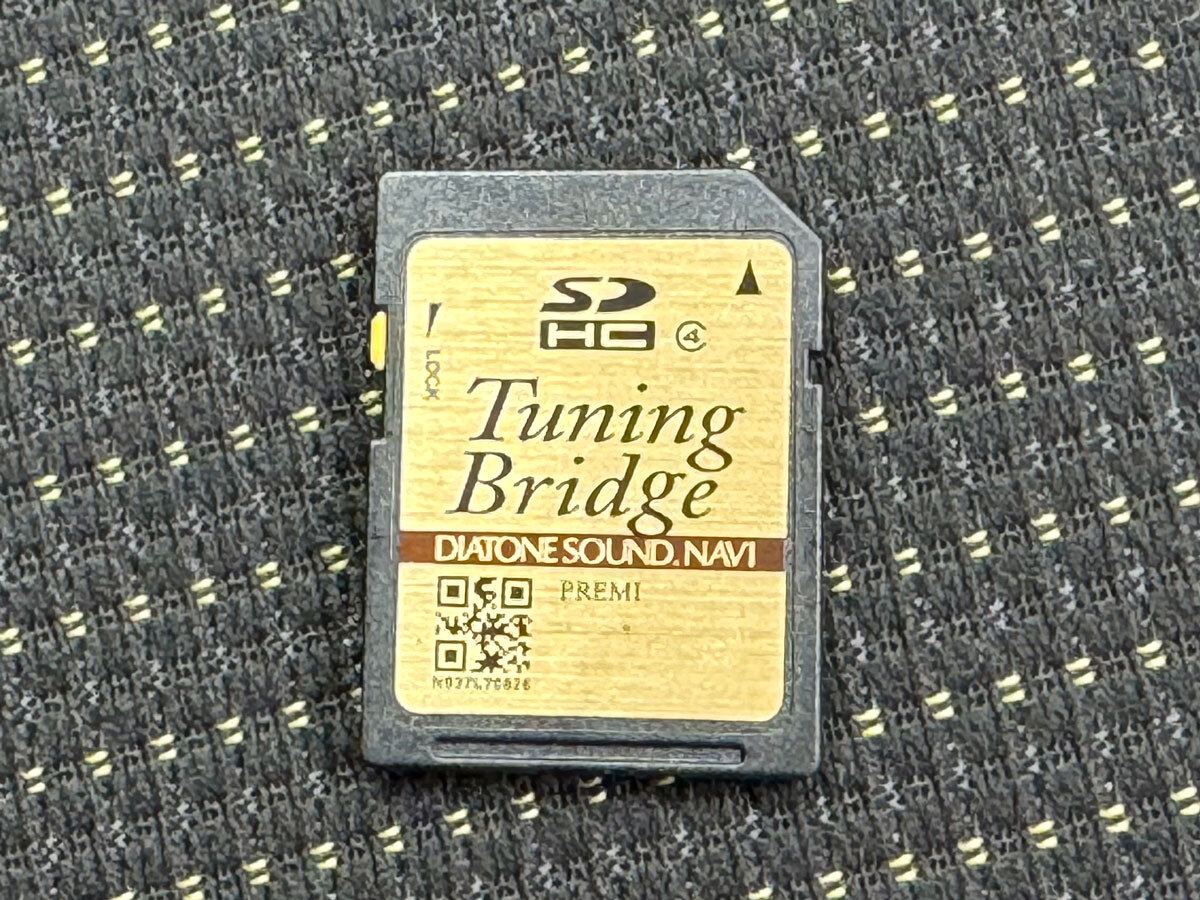 SD
HC ④
LOCK
Tuning
Bridge
DIATONE SOUND.NAVI
PREMI